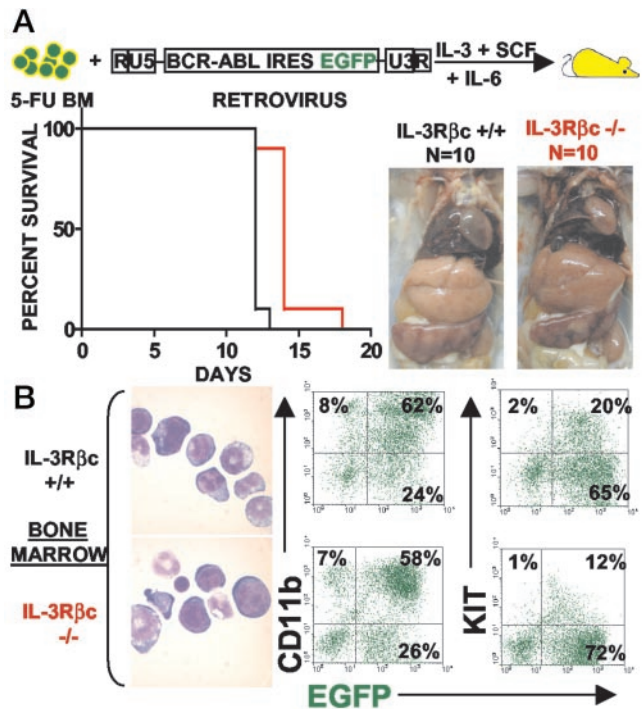 A
+ RU5 BCR-ABL IRES EGFP U3R IL-3 + SCF
+ IL-6
5-FU BM RETROVIRUS
PERCENT SURVIVAL
100
50
0
0 5 10 15 20
DAYS
IL-3Rβc +/+
N=10
IL-3Rβc -/-
N=10
B
IL-3Rβc
+/+
BONE
MARROW
IL-3Rβc
-/-
CD11b
8% 62%
24%
7% 58%
26%
KIT
2% 20%
65%
1% 12%
72%
EGFP